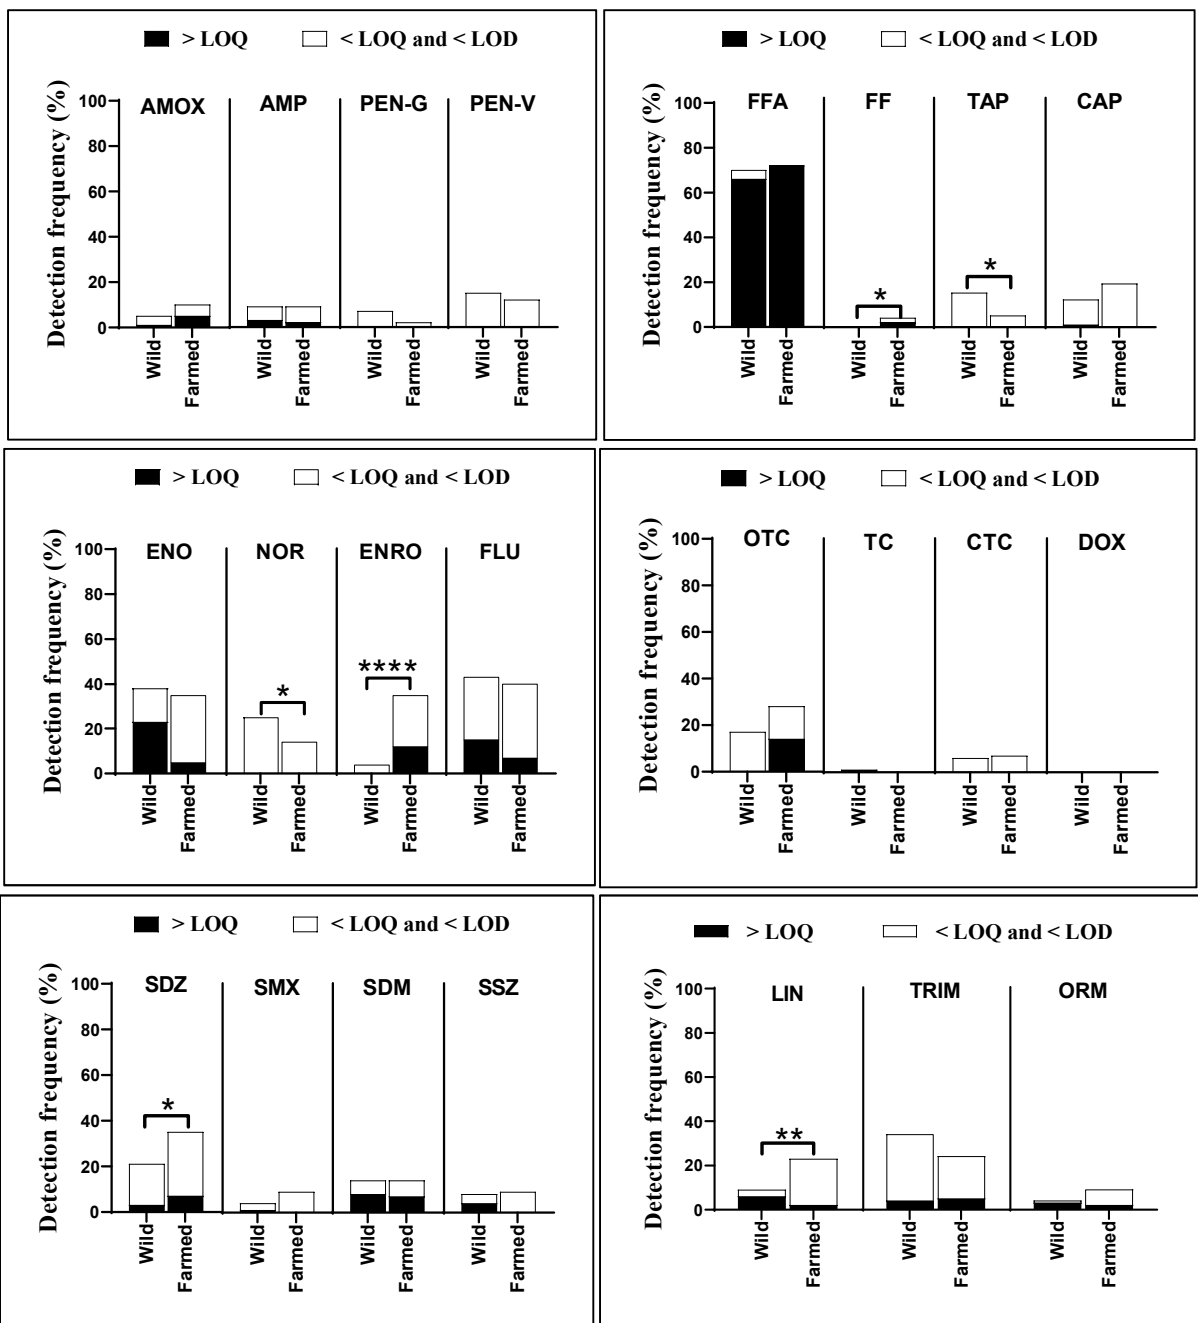 > LOQ < LOQ and < LOD
Detection frequency (%)
100
80
60
40
20
0
AMOX AMP PEN-G PEN-V
Wild Farmed Wild Farmed Wild Farmed Wild Farmed
> LOQ < LOQ and < LOD
Detection frequency (%)
100
80
60
40
20
0
FFA FF TAP CAP
* *
Wild Farmed Wild Farmed Wild Farmed Wild Farmed
> LOQ < LOQ and < LOD
Detection frequency (%)
100
80
60
40
20
0
ENO NOR ENRO FLU
* ****
Wild Farmed Wild Farmed Wild Farmed Wild Farmed
> LOQ < LOQ and < LOD
Detection frequency (%)
100
80
60
40
20
0
OTC TC CTC DOX
Wild Farmed Wild Farmed Wild Farmed Wild Farmed
> LOQ < LOQ and < LOD
Detection frequency (%)
100
80
60
40
20
0
SDZ SMX SDM SSZ
*
Wild Farmed Wild Farmed Wild Farmed Wild Farmed
> LOQ < LOQ and < LOD
Detection frequency (%)
100
80
60
40
20
0
LIN TRIM ORM
**
Wild Farmed Wild Farmed Wild Farmed